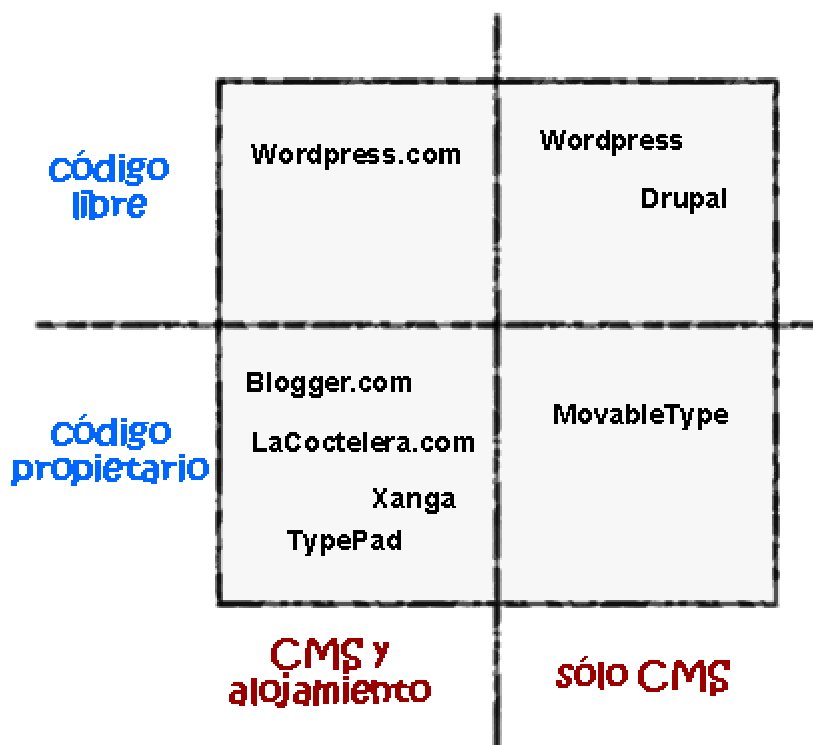 código
libre
Wordpress.com
Wordpress
Drupal
código
propietario
Blogger.com
LaCoctelera.com
Xanga
TypePad
MovableType
CMS y
alojamiento
sólo CMS